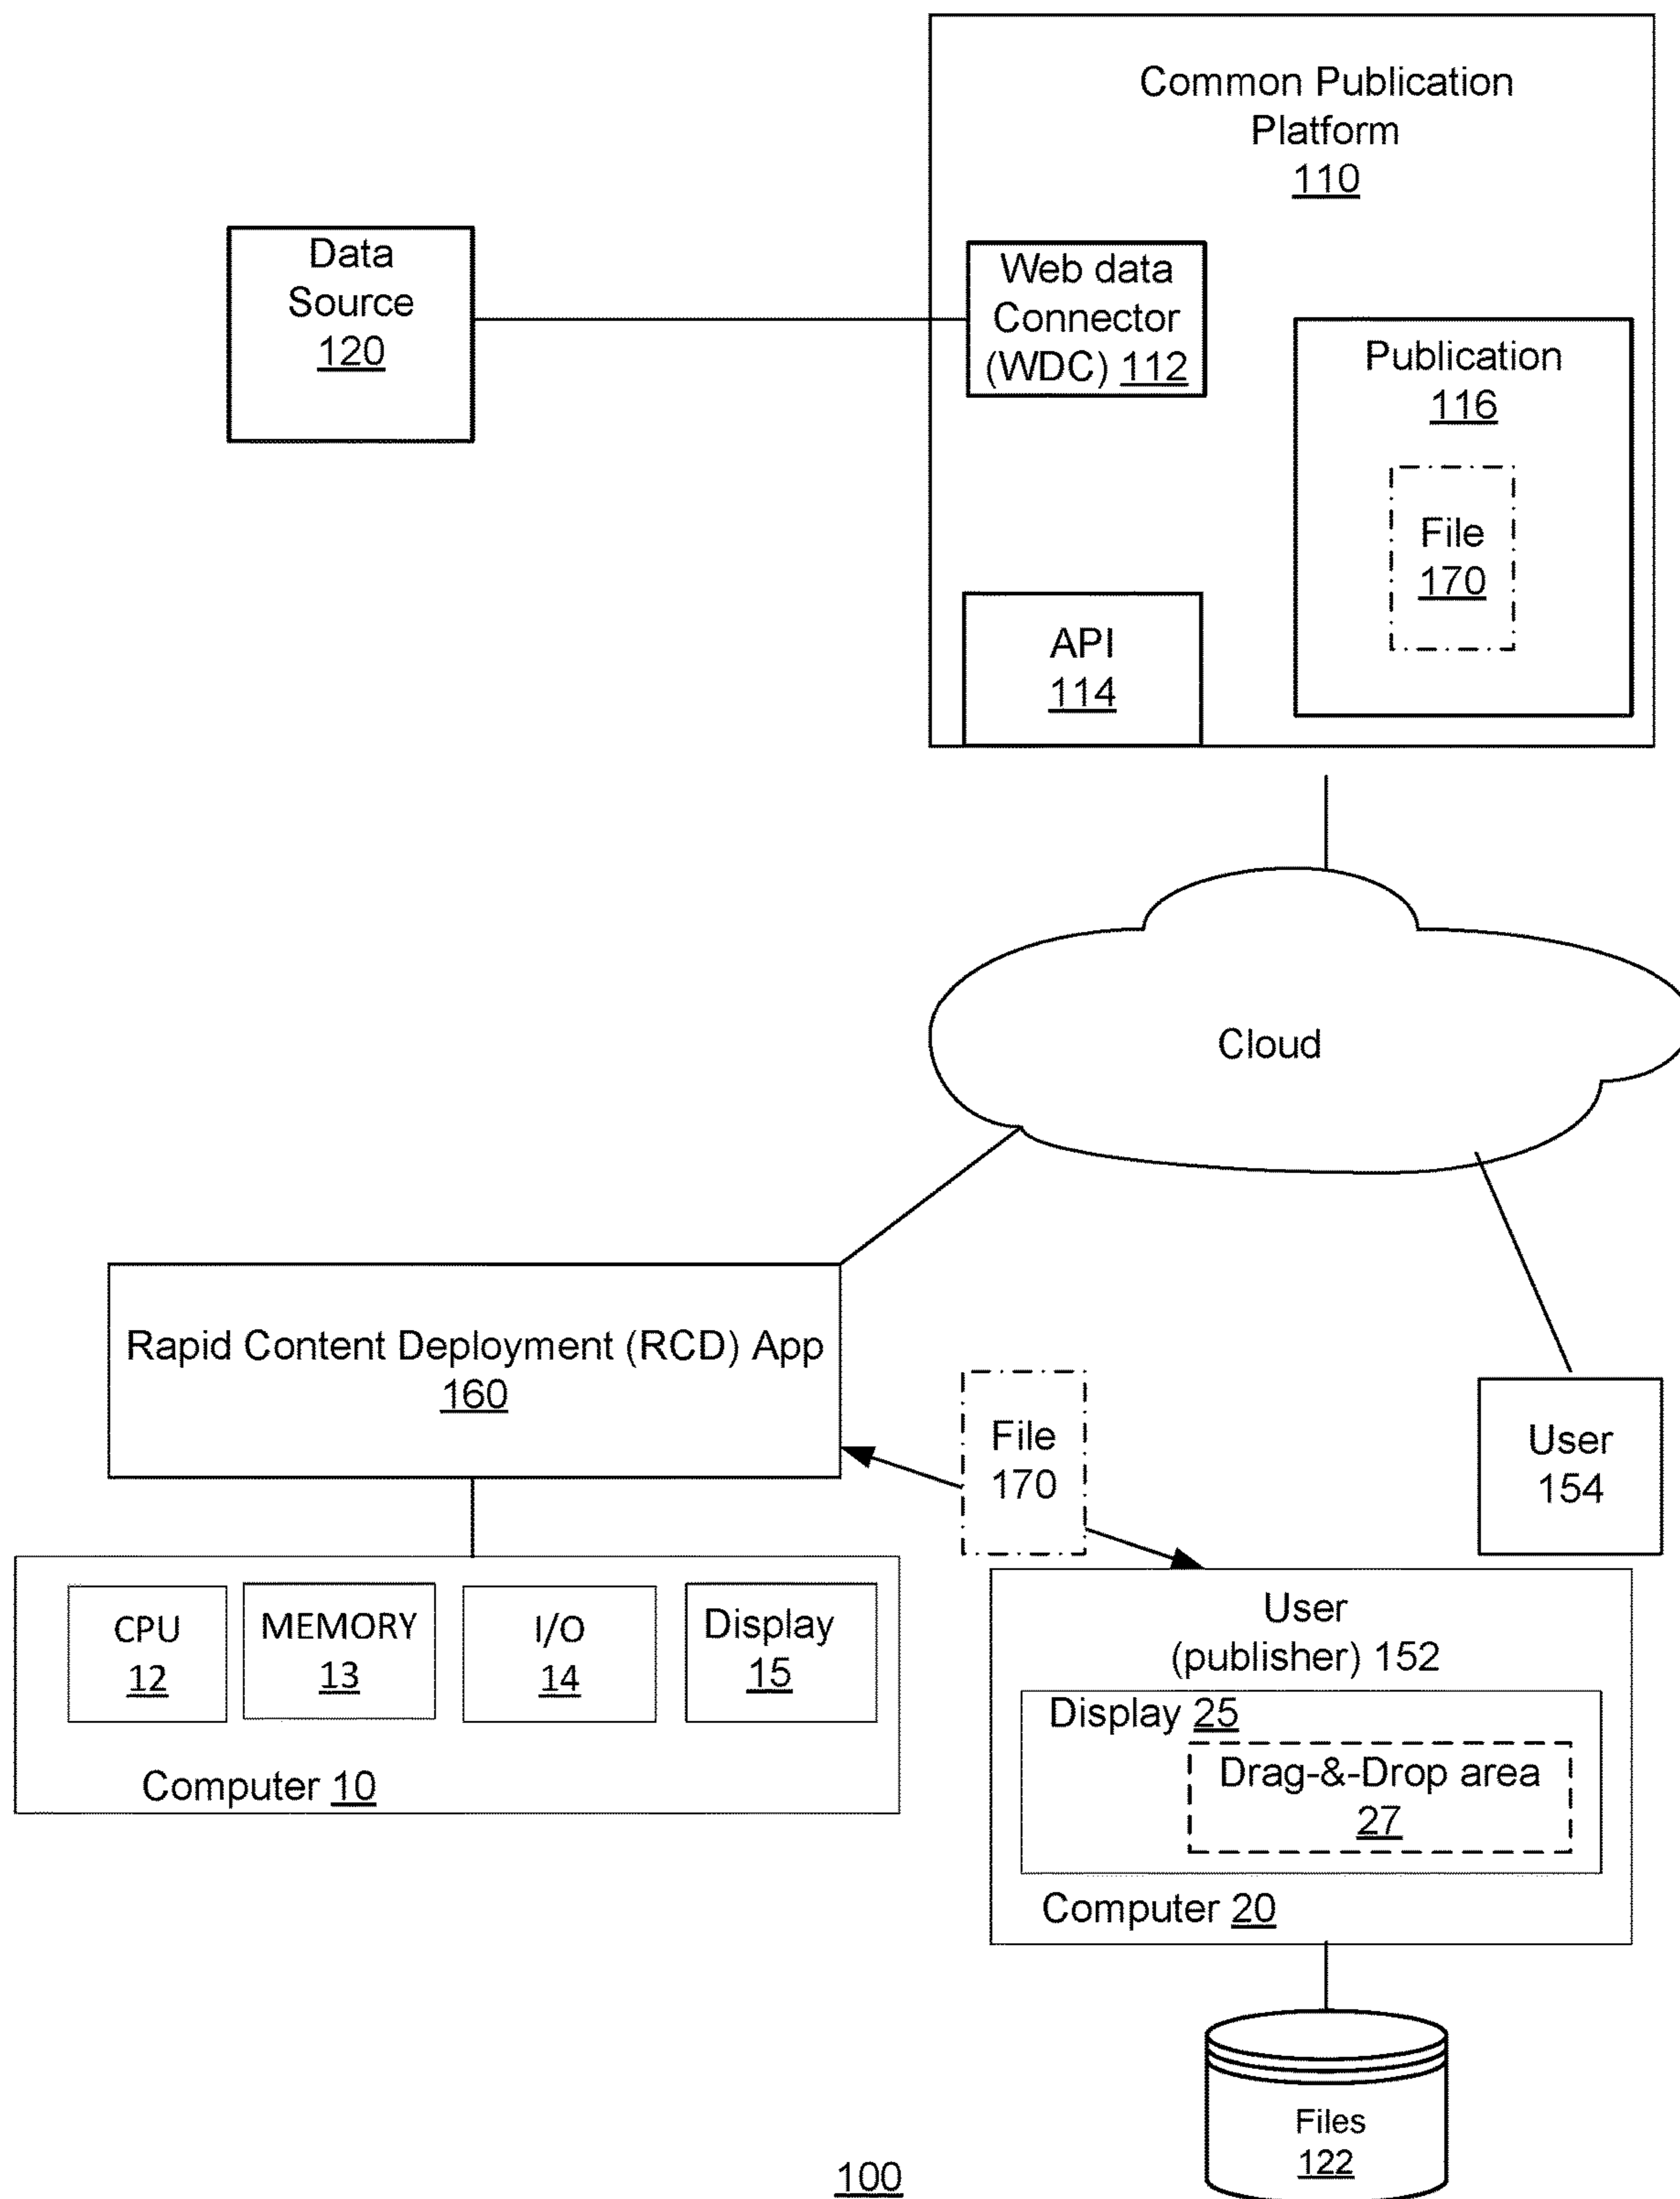 Common Publication
Platform
110
Data
Source
120
Web data
Connector
(WDC) 112
Publication
116
File
170
API
114
Cloud
Rapid Content Deployment (RCD) App
160
File
170
User
154
CPU
12
MEMORY
13
I/O
14
Display
15
Computer 10
User
(publisher) 152
Display 25
Drag-&-Drop area
27
Computer 20
Files
122
100